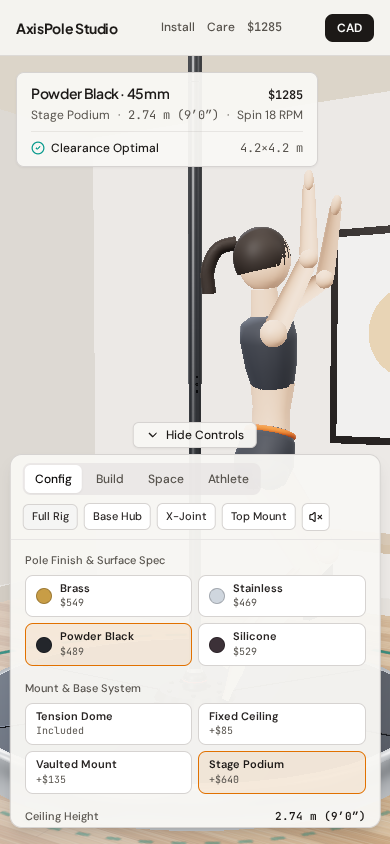 AxisPole Studio
Install Care $1285
CAD
Powder Black · 45mm $1285
Stage Podium · 2.74 m (9′0″) · Spin 18 RPM
Clearance Optimal 4.2×4.2 m
Hide Controls
Config Build Space Athlete
Full Rig Base Hub X-Joint Top Mount
Pole Finish & Surface Spec
Brass
$549
Stainless
$469
Powder Black
$489
Silicone
$529
Mount & Base System
Tension Dome
Included
Fixed Ceiling
+$85
Vaulted Mount
+$135
Stage Podium
+$640
Ceiling Height 2.74 m (9′0″)